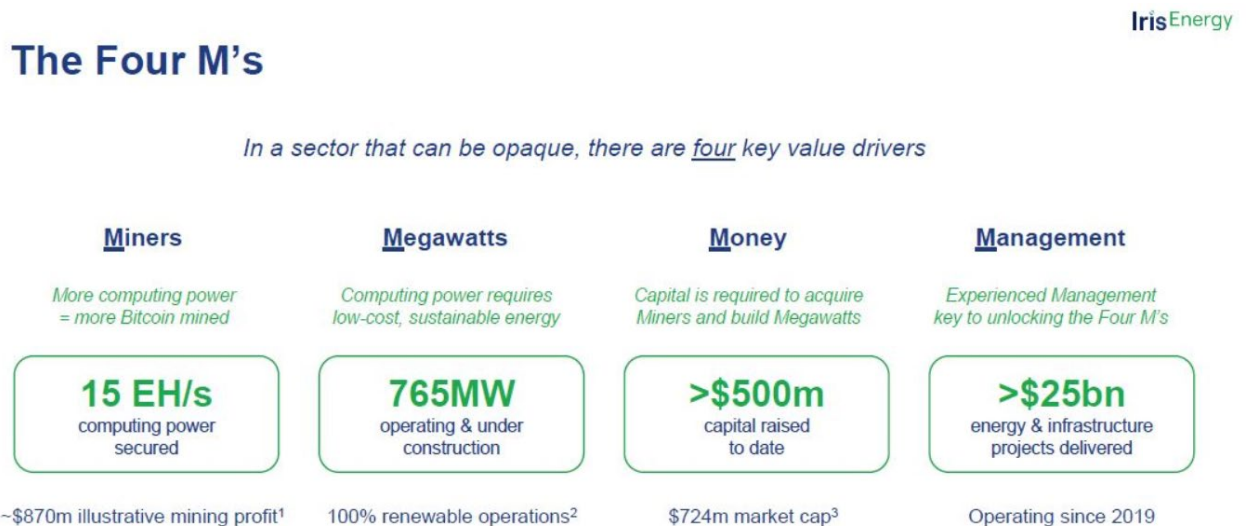 Iris Energy
The Four M's
In a sector that can be opaque, there are four key value drivers
Miners
More computing power
= more Bitcoin mined
15 EH/s
computing power
secured
~$870m illustrative mining profit¹
Megawatts
Computing power requires
low-cost, sustainable energy
765MW
operating & under
construction
100% renewable operations²
Money
Capital is required to acquire
Miners and build Megawatts
>$500m
capital raised
to date
$724m market cap³
Management
Experienced Management
key to unlocking the Four M's
>$25bn
energy & infrastructure
projects delivered
Operating since 2019